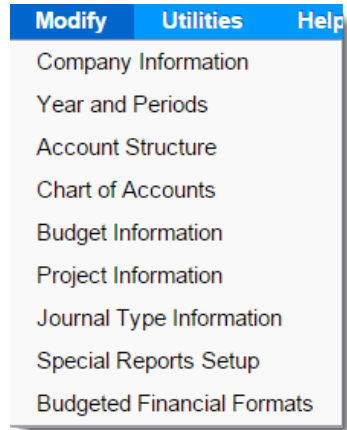 Modify Utilities Help
Company Information
Year and Periods
Account Structure
Chart of Accounts
Budget Information
Project Information
Journal Type Information
Special Reports Setup
Budgeted Financial Formats